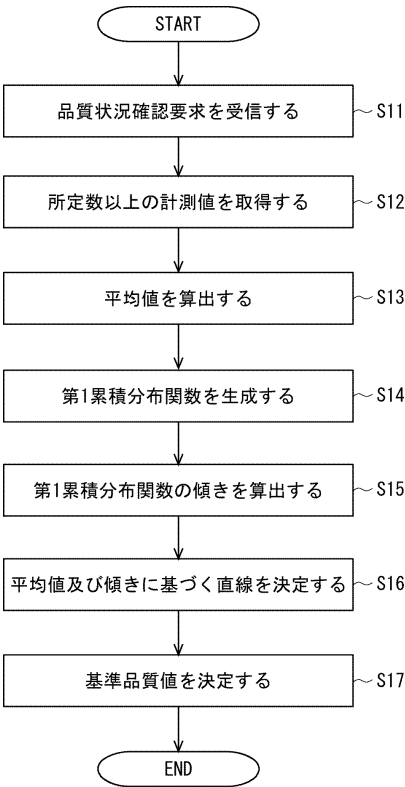 START
品質状況確認要求を受信する
S11
所定数以上の計測値を取得する
S12
平均値を算出する
S13
第1累積分布関数を生成する
S14
第1累積分布関数の傾きを算出する
S15
平均値及び傾きに基づく直線を決定する
S16
基準品質値を決定する
S17
END